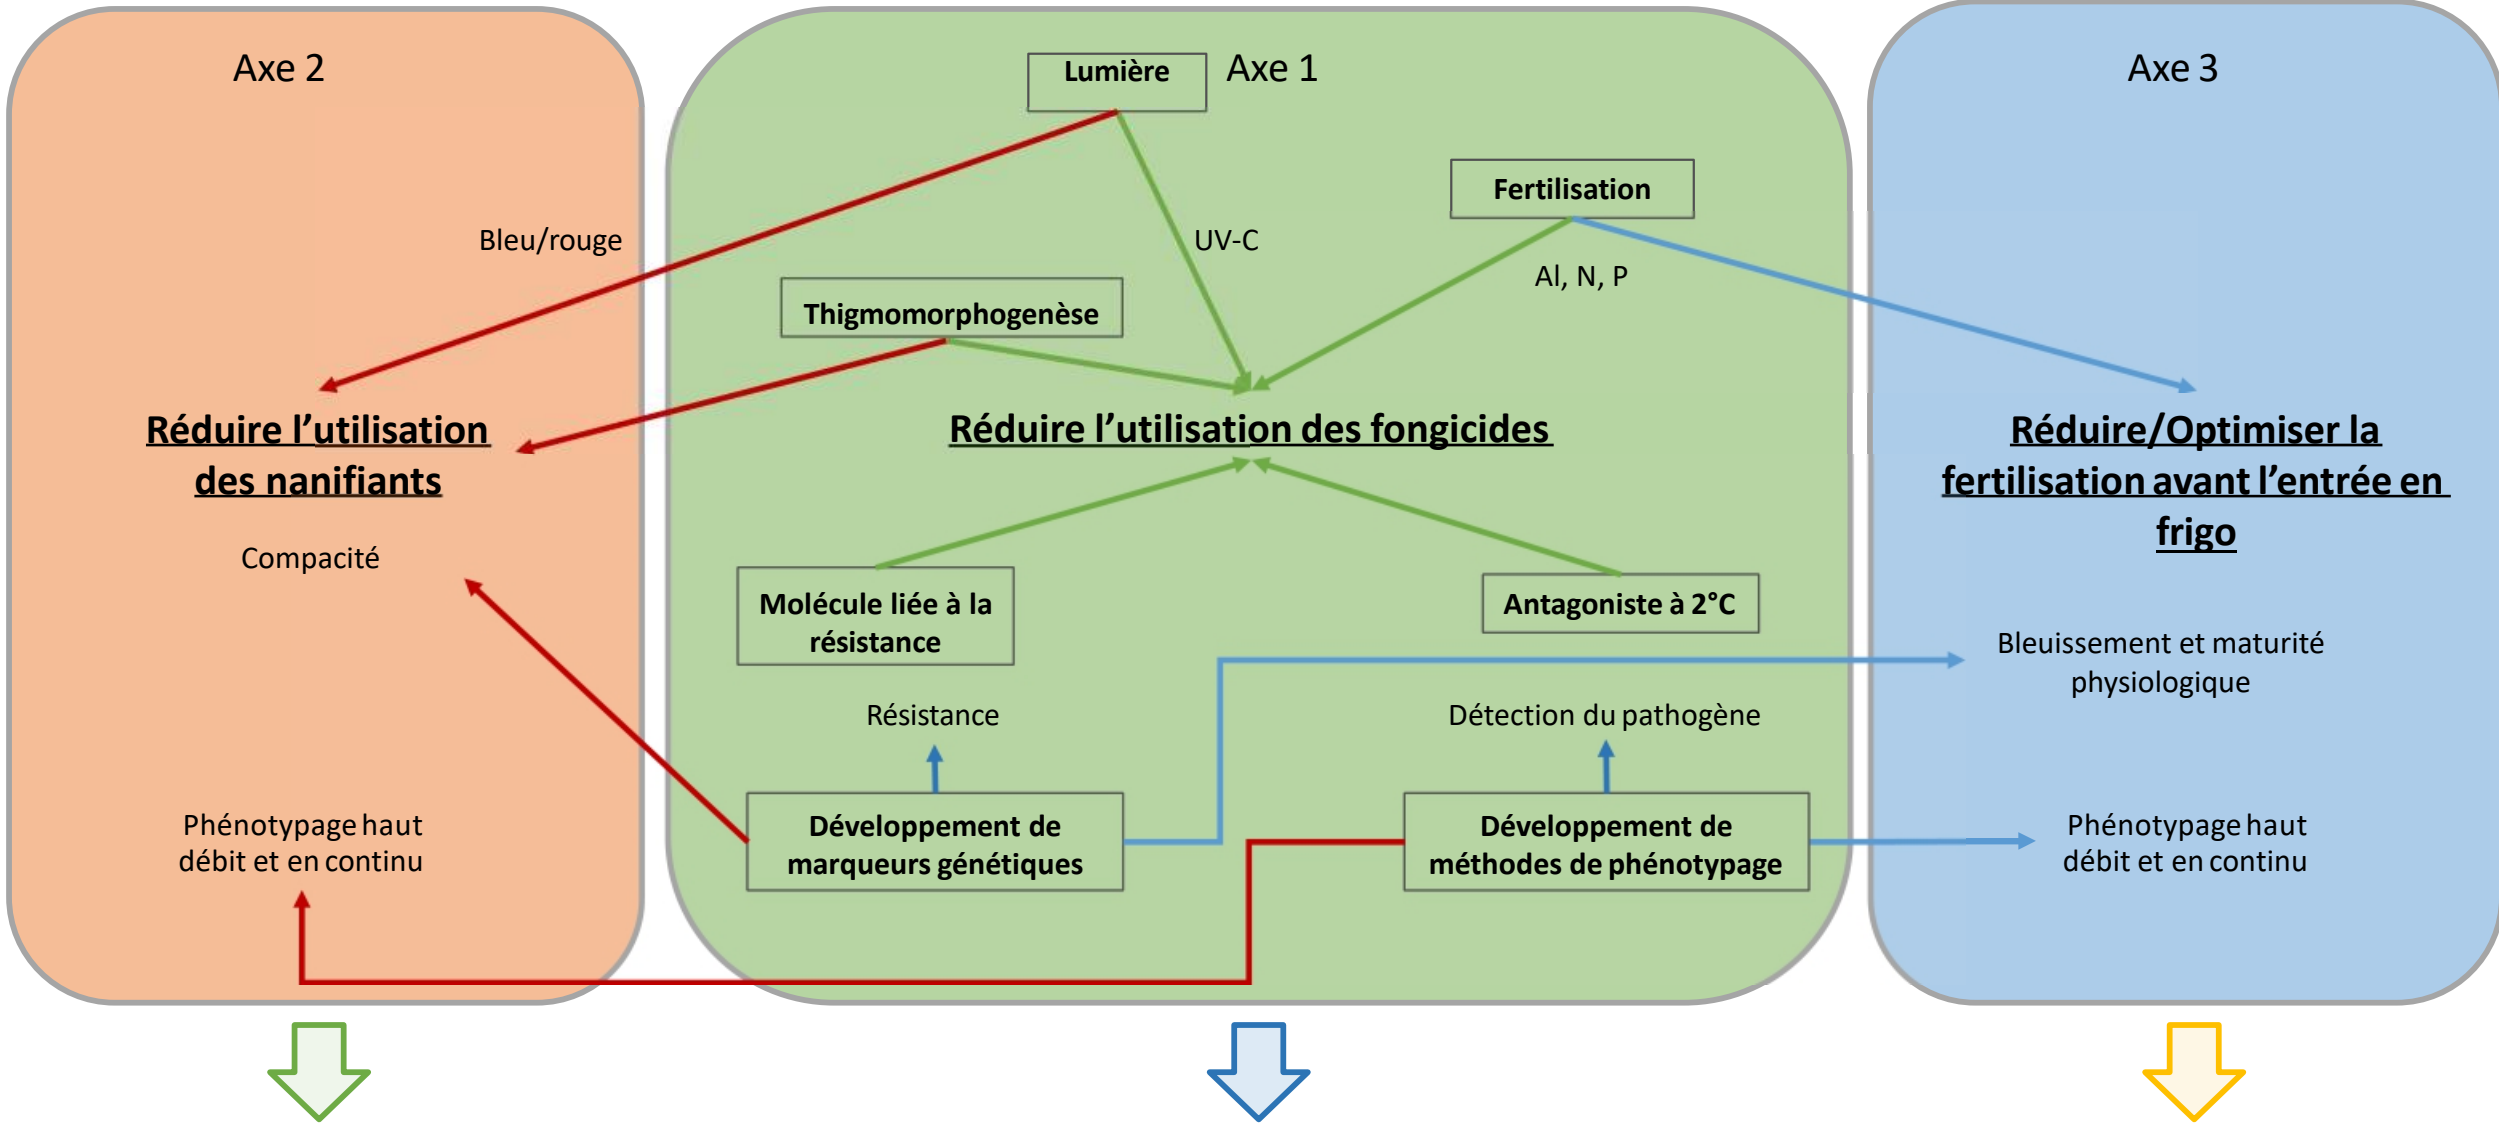 Axe 2
Bleu/rouge
Réduire l’utilisation
des nanifiants
Compacité
Phénotypage haut
débit et en continu
Axe 1
Lumière
Fertilisation
UV-C
Al, N, P
Thigmomorphogenèse
Réduire l’utilisation des fongicides
Molécule liée à la
résistance
Antagoniste à 2°C
Résistance
Détection du pathogène
Développement de
marqueurs génétiques
Développement de
méthodes de phénotypage
Axe 3
Réduire/Optimiser la
fertilisation avant l’entrée en
frigo
Bleuissement et maturité
physiologique
Phénotypage haut
débit et en continu